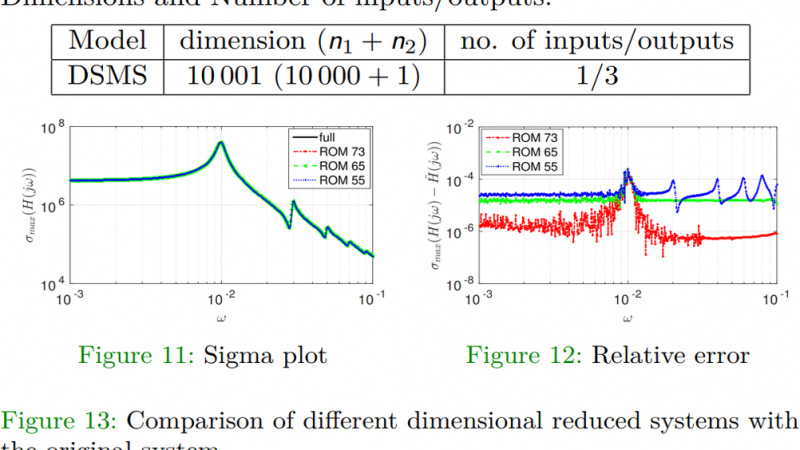 Dimensions and Number of inputs/outputs.
Model dimension (n₁ + n₂) no. of inputs/outputs
DSMS 10 001 (10 000 + 1) 1/3
10^8
10^6
10^4
σ_max(H(jω))
full
ROM 73
ROM 65
ROM 55
10^-3 10^-2 10^-1
ω
10^-2
10^-4
10^-6
10^-8
σ_max(H(jω) − Ĥ(jω))
ROM 73
ROM 65
ROM 55
10^-3 10^-2 10^-1
ω
Figure 11: Sigma plot
Figure 12: Relative error
Figure 13: Comparison of different dimensional reduced systems with
the original system